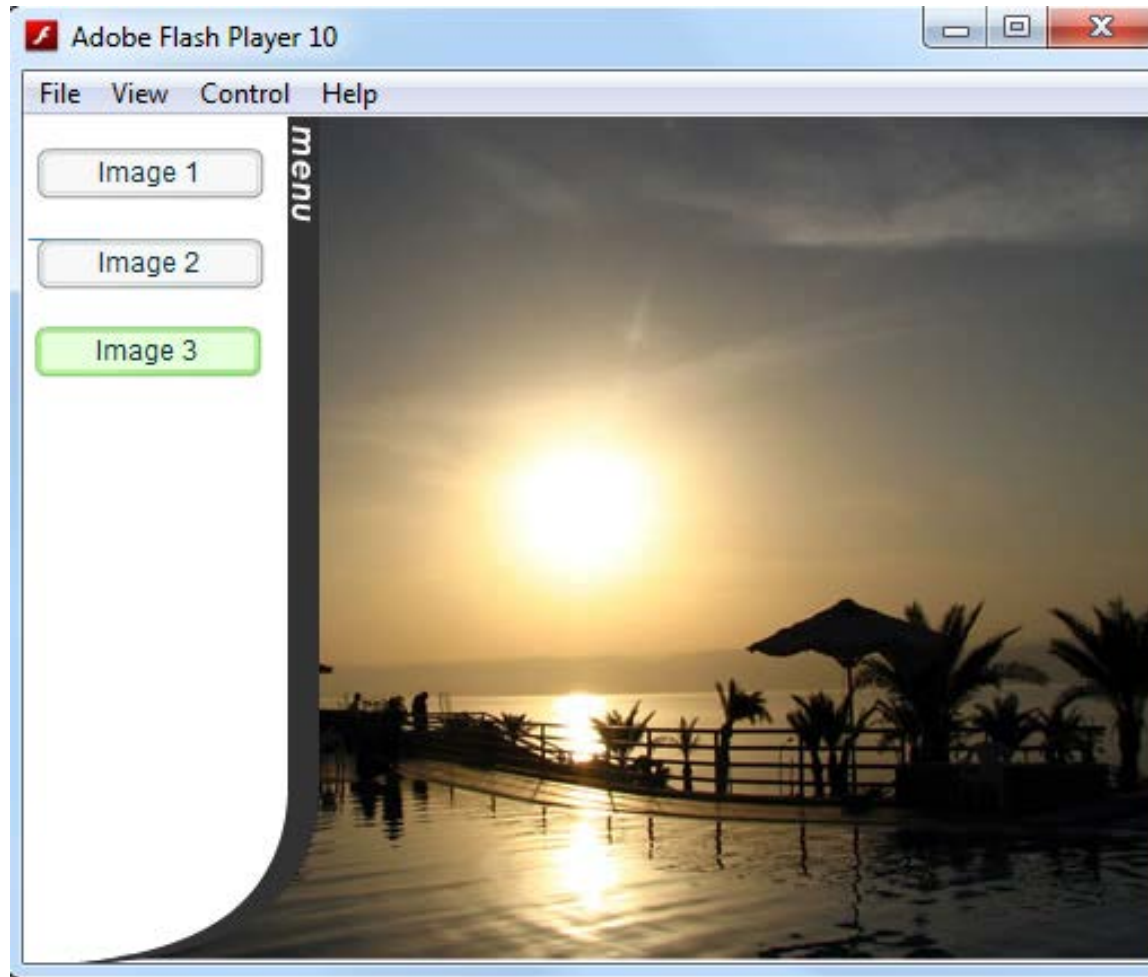 Adobe Flash Player 10
File View Control Help
menu
Image 1
Image 2
Image 3